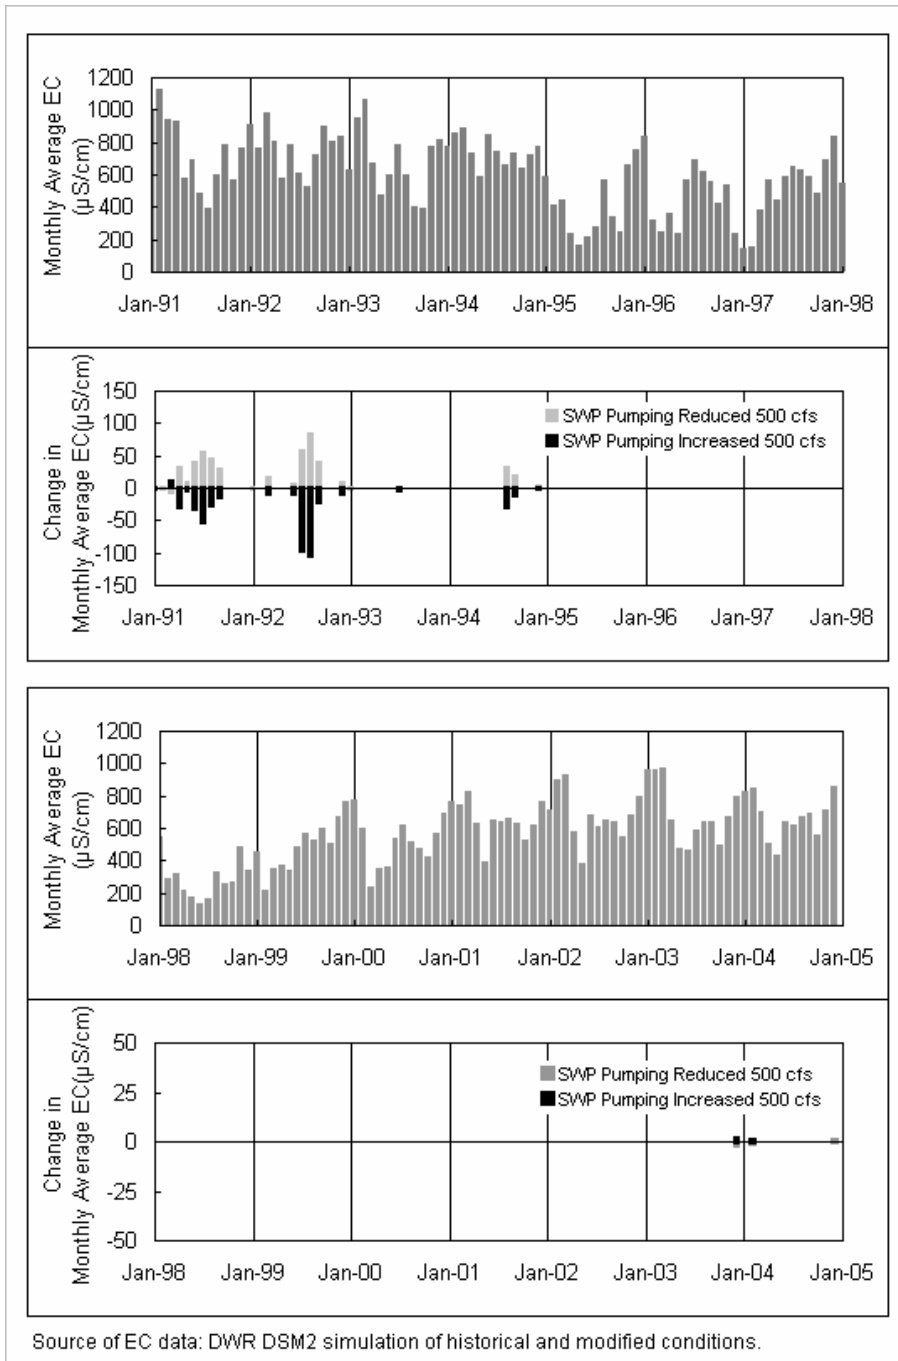 Monthly Average EC
(µS/cm)
1200
1000
800
600
400
200
0
Jan-91 Jan-92 Jan-93 Jan-94 Jan-95 Jan-96 Jan-97 Jan-98
Change in
Monthly Average EC(µS/cm)
150
100
50
0
-50
-100
-150
SWP Pumping Reduced 500 cfs
SWP Pumping Increased 500 cfs
Jan-91 Jan-92 Jan-93 Jan-94 Jan-95 Jan-96 Jan-97 Jan-98
Monthly Average EC
(µS/cm)
1200
1000
800
600
400
200
0
Jan-98 Jan-99 Jan-00 Jan-01 Jan-02 Jan-03 Jan-04 Jan-05
Change in
Monthly Average EC(µS/cm)
50
25
0
-25
-50
SWP Pumping Reduced 500 cfs
SWP Pumping Increased 500 cfs
Jan-98 Jan-99 Jan-00 Jan-01 Jan-02 Jan-03 Jan-04 Jan-05
Source of EC data: DWR DSM2 simulation of historical and modified conditions.